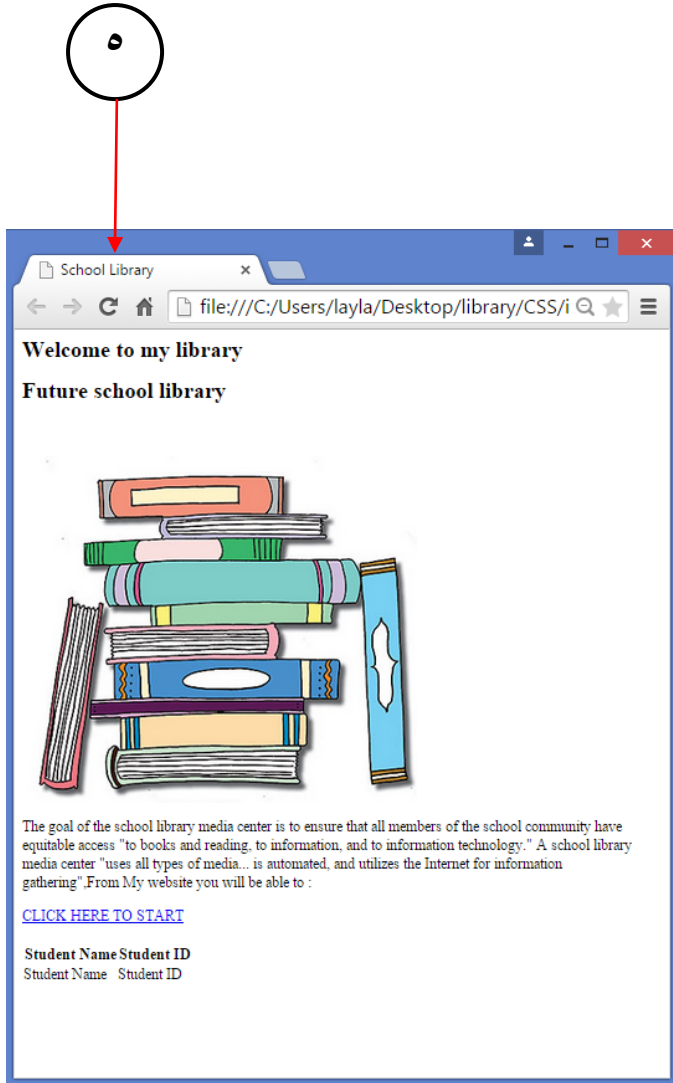 ٥
School Library
file:///C:/Users/layla/Desktop/library/CSS/i
Welcome to my library
Future school library
The goal of the school library media center is to ensure that all members of the school community have
equitable access "to books and reading, to information, and to information technology." A school library
media center "uses all types of media... is automated, and utilizes the Internet for information
gathering",From My website you will be able to :
CLICK HERE TO START
Student Name Student ID
Student Name Student ID